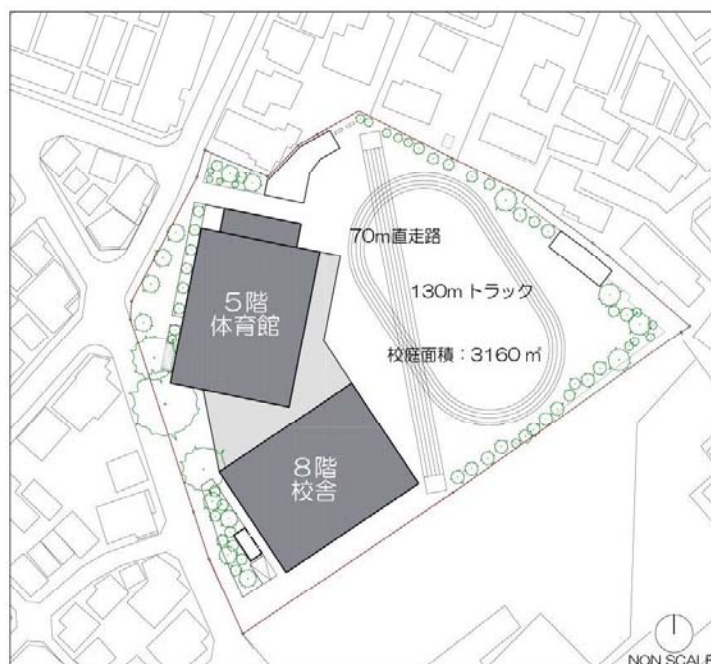 70m直走路
5階
体育館
130mトラック
校庭面積：3160㎡
8階
校舎
NON SCALE